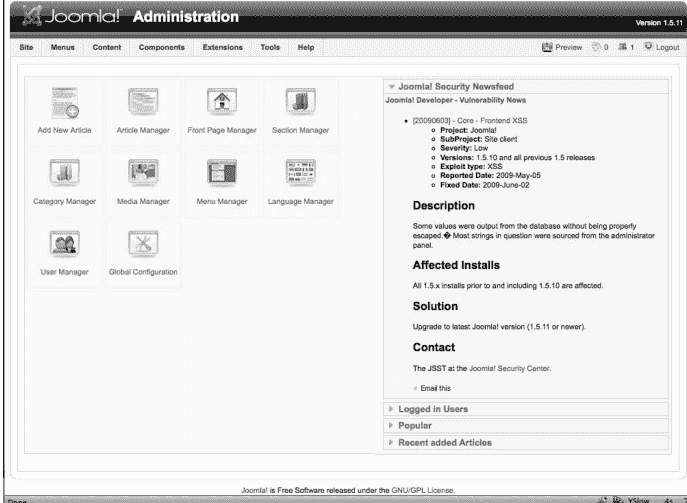 Joomla! Administration
Version 1.5.11
Site Menus Content Components Extensions Tools Help Preview 0 1 Logout
Add New Article
Article Manager
Front Page Manager
Section Manager
Category Manager
Media Manager
Menu Manager
Language Manager
User Manager
Global Configuration
Joomla! Security Newsfeed
Joomla! Developer - Vulnerability News
[20090603] - Core - Frontend XSS
Project: Joomla!
SubProject: Site client
Severity: Low
Versions: 1.5.10 and all previous 1.5 releases
Exploit type: XSS
Reported Date: 2009-May-05
Fixed Date: 2009-June-02
Description
Some values were output from the database without being properly
escaped.� Most strings in question were sourced from the administrator
panel.
Affected Installs
All 1.5.x installs prior to and including 1.5.10 are affected.
Solution
Upgrade to latest Joomla! version (1.5.11 or newer).
Contact
The JSST at the Joomla! Security Center.
Email this
Logged in Users
Popular
Recent added Articles
Joomla! is Free Software released under the GNU/GPL License.
Done YSlow